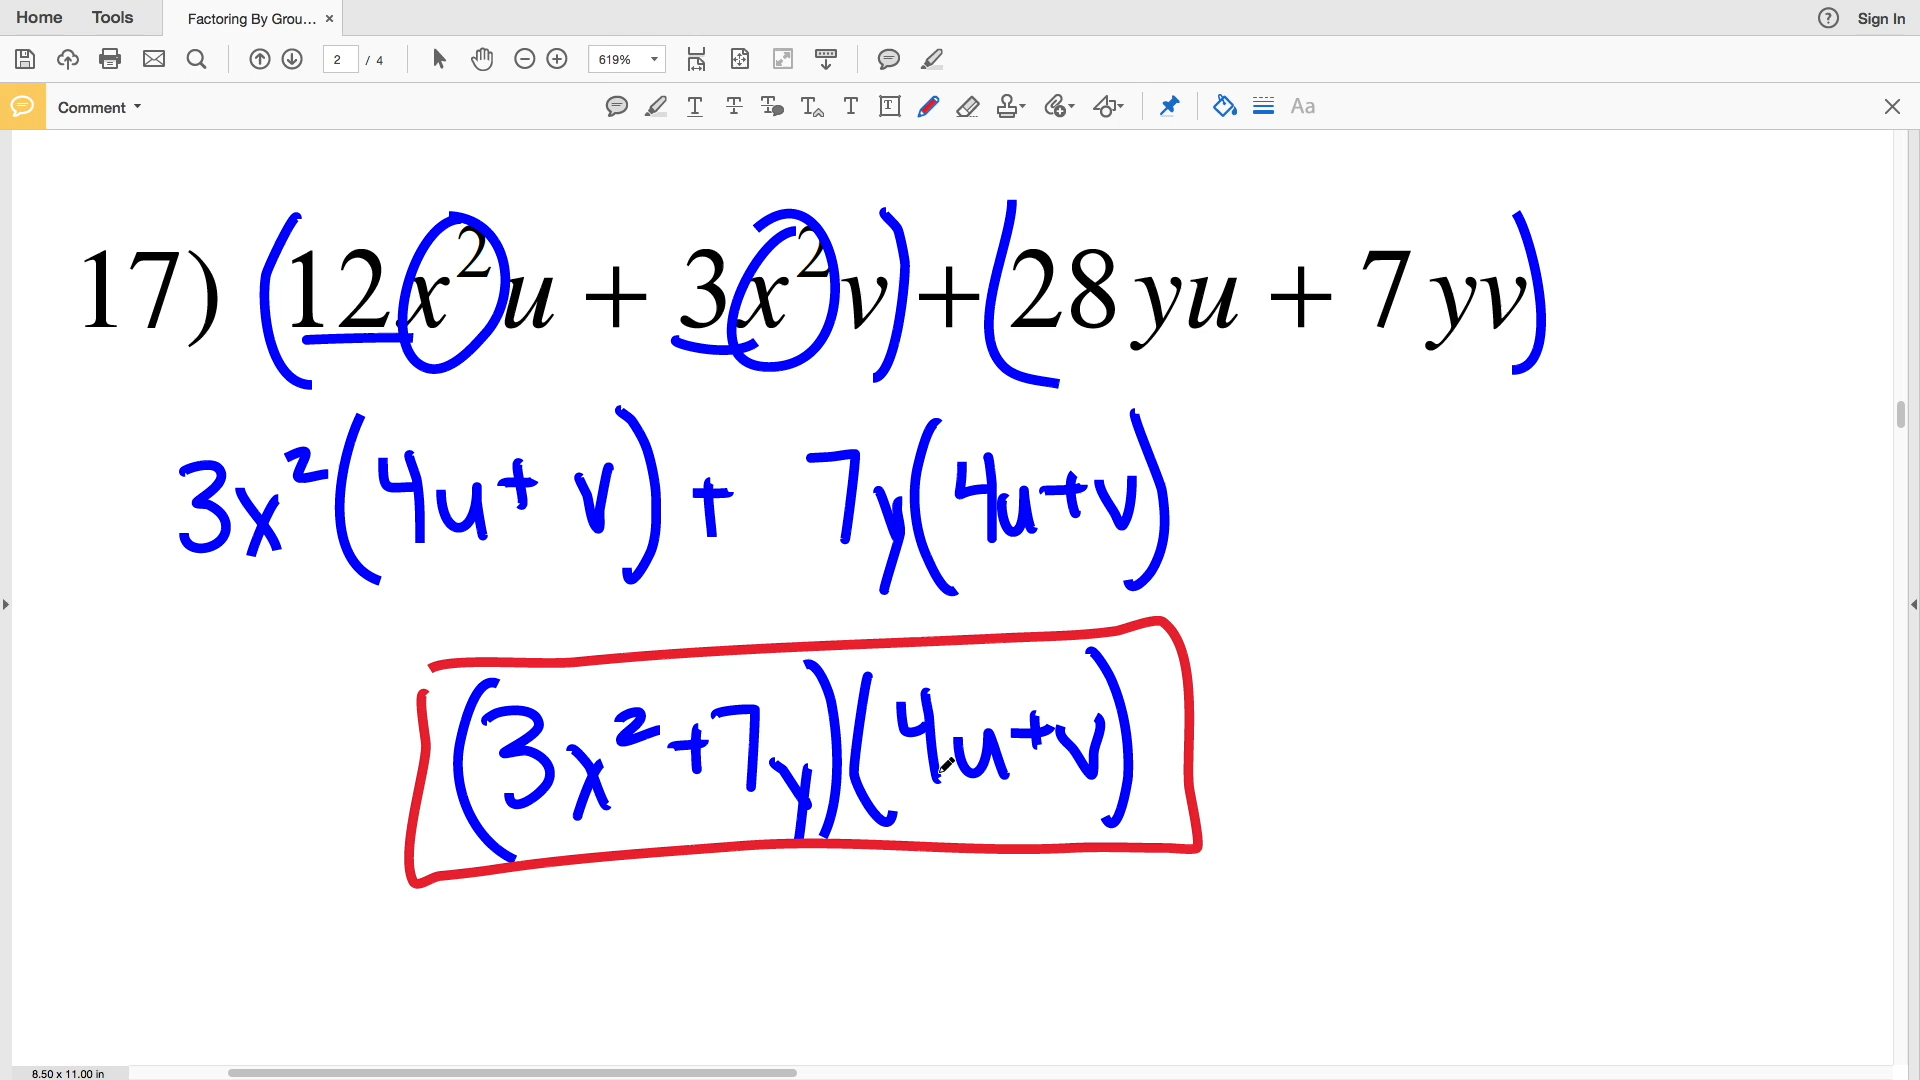 Home Tools Factoring By Grou... × ? Sign In
2 / 4 619%
Comment T T T T T T Aa
17) (12x²u + 3x²v) + (28yu + 7yv)
3x²(4u + v) + 7y(4u+v)
(3x²+7y)(4u+v)
8.50 x 11.00 in